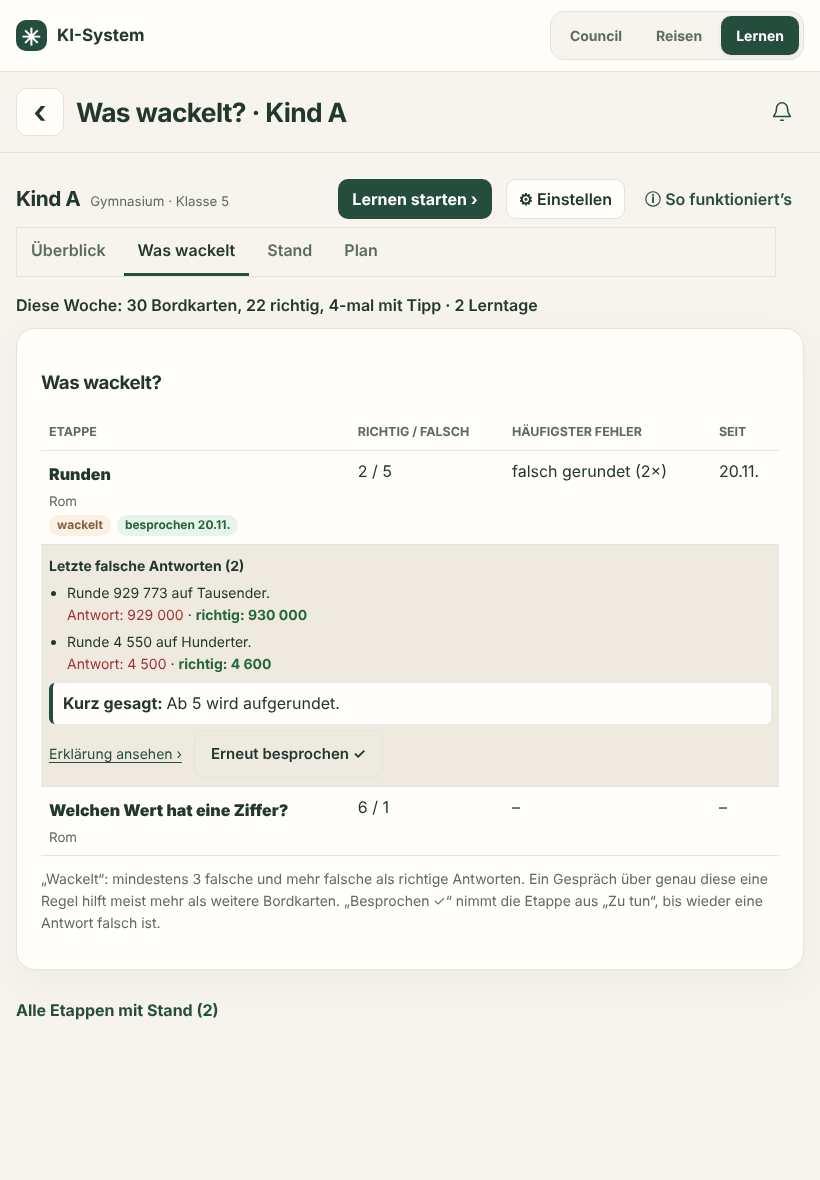 KI-System
Council Reisen Lernen
Was wackelt? · Kind A
Kind A Gymnasium · Klasse 5
Lernen starten ›
⚙ Einstellen
ⓘ So funktioniert’s
Überblick Was wackelt Stand Plan
Diese Woche: 30 Bordkarten, 22 richtig, 4-mal mit Tipp · 2 Lerntage
Was wackelt?
ETAPPE RICHTIG / FALSCH HÄUFIGSTER FEHLER SEIT
Runden 2 / 5 falsch gerundet (2×) 20.11.
Rom
wackelt besprochen 20.11.
Letzte falsche Antworten (2)
• Runde 929 773 auf Tausender.
Antwort: 929 000 · richtig: 930 000
• Runde 4 550 auf Hunderter.
Antwort: 4 500 · richtig: 4 600
Kurz gesagt: Ab 5 wird aufgerundet.
Erklärung ansehen › Erneut besprochen ✓
Welchen Wert hat eine Ziffer? 6 / 1 – –
Rom
„Wackelt“: mindestens 3 falsche und mehr falsche als richtige Antworten. Ein Gespräch über genau diese eine
Regel hilft meist mehr als weitere Bordkarten. „Besprochen ✓“ nimmt die Etappe aus „Zu tun“, bis wieder eine
Antwort falsch ist.
Alle Etappen mit Stand (2)